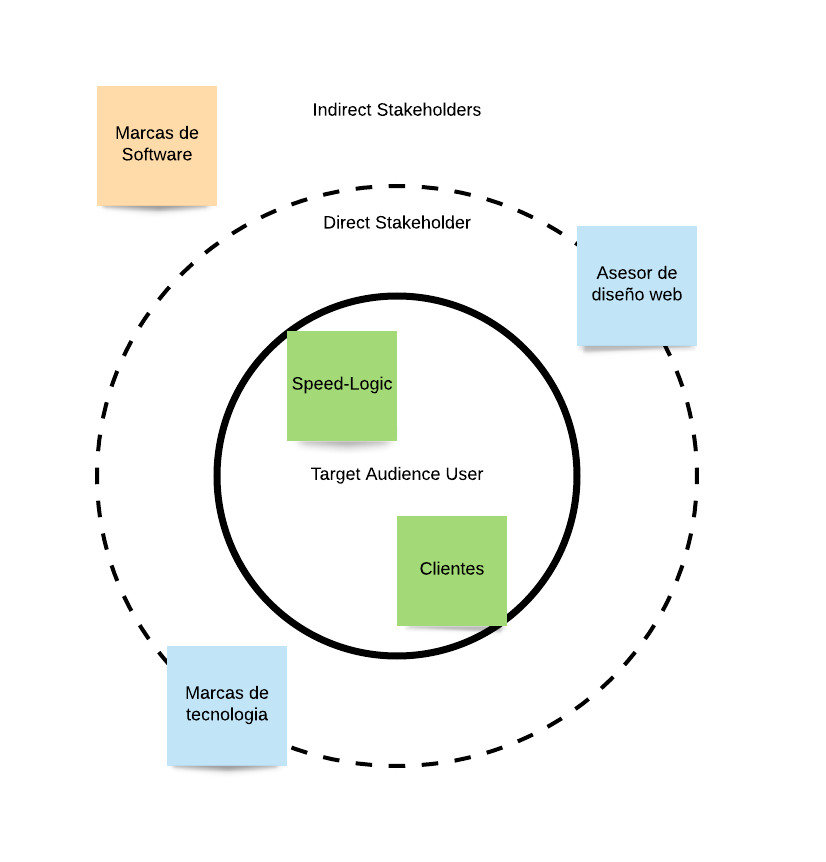 Indirect Stakeholders
Marcas de
Software
Direct Stakeholder
Asesor de
diseño web
Speed-Logic
Target Audience User
Clientes
Marcas de
tecnologia